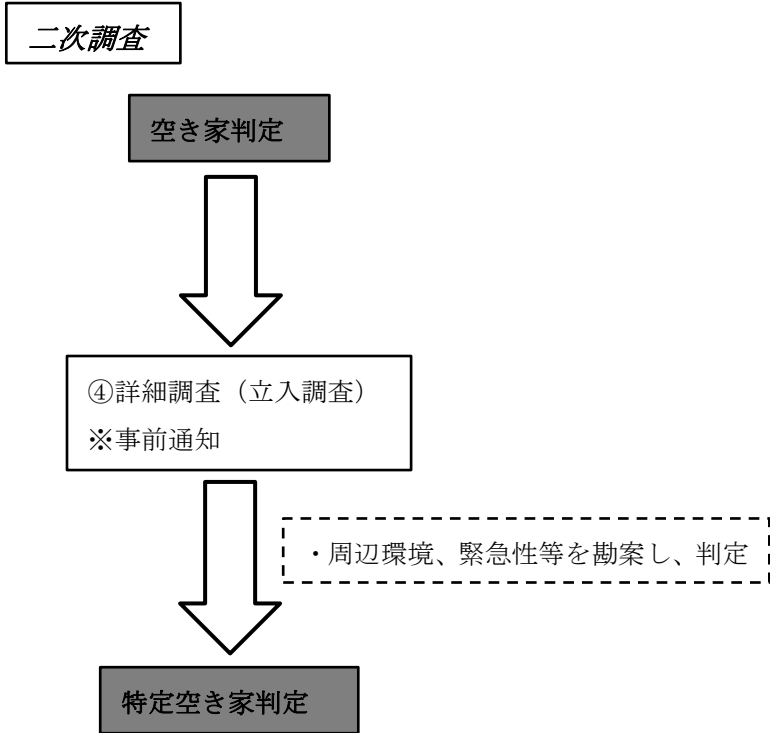 二次調査
空き家判定
④詳細調査（立入調査）
※事前通知
・周辺環境、緊急性等を勘案し、判定
特定空き家判定